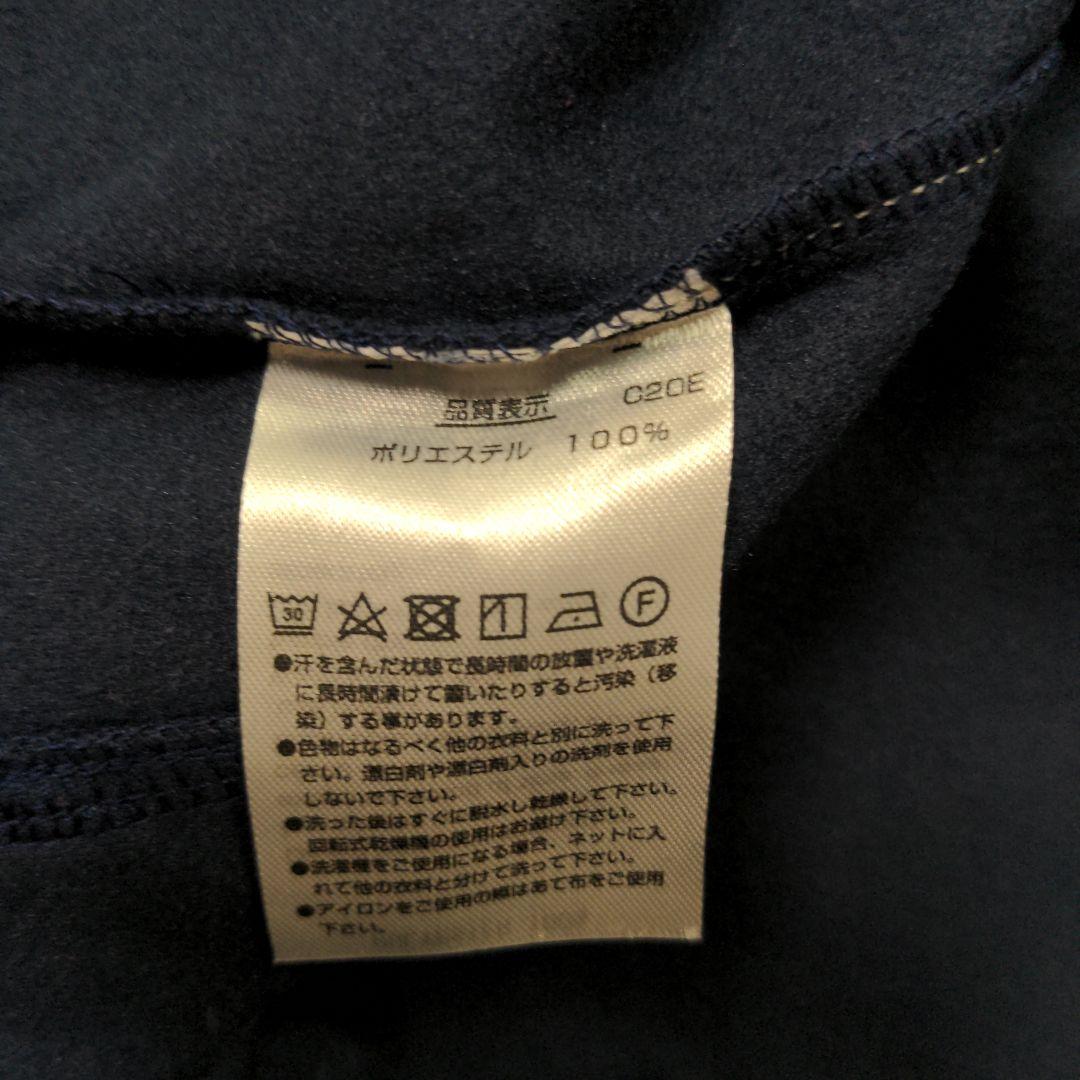 品質表示 C20E
ポリエステル 100%
30 F
●汗を含んだ状態で長時間の放置や洗濯液
に長時間漬けて置いたりすると汚染（移
染）する事があります。
●色物はなるべく他の衣料と別に洗って下
さい。漂白剤や漂白剤入りの洗剤を使用
しないで下さい。
●洗った後はすぐに脱水し乾燥して下さい。
回転式乾燥機の使用はお避け下さい。
●洗濯機をご使用になる場合、ネットに入
れて他の衣料と分けて洗って下さい。
●アイロンをご使用の際はあて布をご使用
下さい。